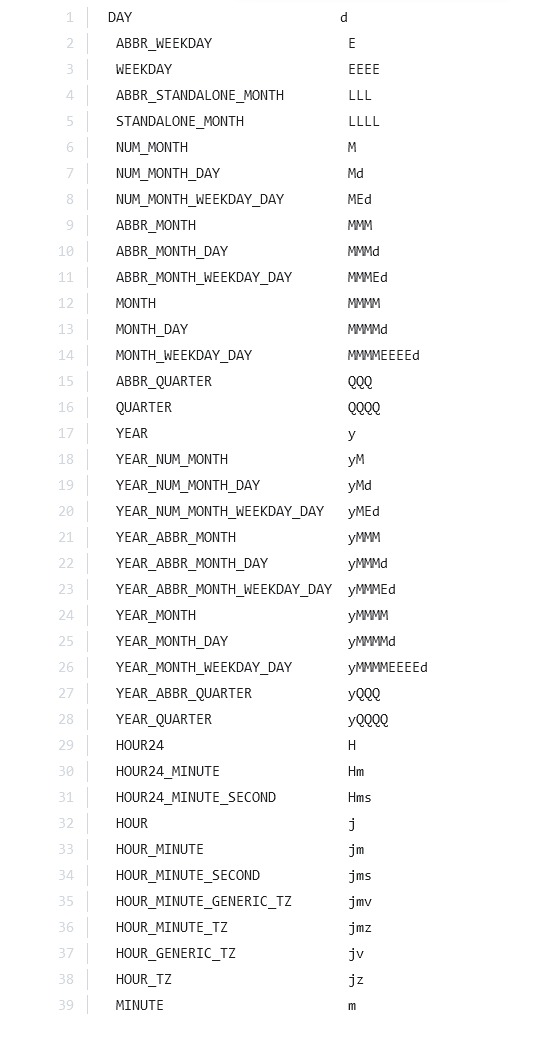 1 DAY d
2 ABBR_WEEKDAY E
3 WEEKDAY EEEE
4 ABBR_STANDALONE_MONTH LLL
5 STANDALONE_MONTH LLLL
6 NUM_MONTH M
7 NUM_MONTH_DAY Md
8 NUM_MONTH_WEEKDAY_DAY MEd
9 ABBR_MONTH MMM
10 ABBR_MONTH_DAY MMMd
11 ABBR_MONTH_WEEKDAY_DAY MMMEd
12 MONTH MMMM
13 MONTH_DAY MMMMd
14 MONTH_WEEKDAY_DAY MMMMEEEEd
15 ABBR_QUARTER QQQ
16 QUARTER QQQQ
17 YEAR y
18 YEAR_NUM_MONTH yM
19 YEAR_NUM_MONTH_DAY yMd
20 YEAR_NUM_MONTH_WEEKDAY_DAY yMEd
21 YEAR_ABBR_MONTH yMMM
22 YEAR_ABBR_MONTH_DAY yMMMd
23 YEAR_ABBR_MONTH_WEEKDAY_DAY yMMMEd
24 YEAR_MONTH yMMMM
25 YEAR_MONTH_DAY yMMMMd
26 YEAR_MONTH_WEEKDAY_DAY yMMMMEEEEd
27 YEAR_ABBR_QUARTER yQQQ
28 YEAR_QUARTER yQQQQ
29 HOUR24 H
30 HOUR24_MINUTE Hm
31 HOUR24_MINUTE_SECOND Hms
32 HOUR j
33 HOUR_MINUTE jm
34 HOUR_MINUTE_SECOND jms
35 HOUR_MINUTE_GENERIC_TZ jmv
36 HOUR_MINUTE_TZ jmz
37 HOUR_GENERIC_TZ jv
38 HOUR_TZ jz
39 MINUTE m